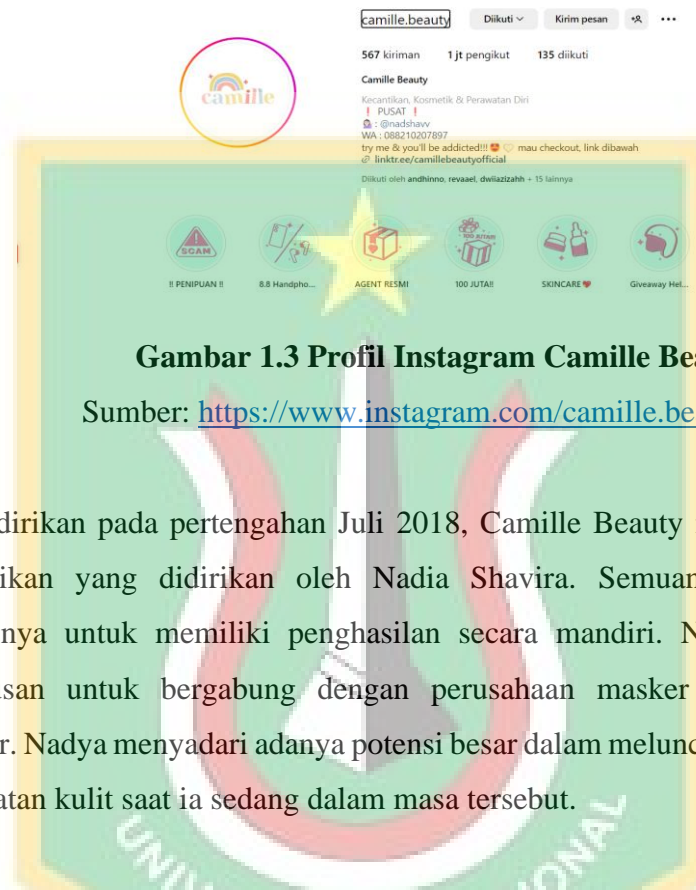 camille.beauty Diikuti Kirim pesan
567 kiriman 1 jt pengikut 135 diikuti
camille
Camille Beauty
Kecantikan, Kosmetik & Perawatan Diri
❗ PUSAT ❗
: @nadshavv
WA : 088210207897
try me & you'll be addicted!!! mau checkout, link dibawah
linktr.ee/camillebeautyofficial
Diikuti oleh andhinno, revaael, dwiiazizahh + 15 lainnya
SCAM
100 JUTA!!
!! PENIPUAN !! 8.8 Handpho... AGENT RESMI 100 JUTA!! SKINCARE Giveaway Hel...
Gambar 1.3 Profil Instagram Camille Bea
Sumber: https://www.instagram.com/camille.be
dirikan pada pertengahan Juli 2018, Camille Beauty
ikan yang didirikan oleh Nadia Shavira. Semuan
nya untuk memiliki penghasilan secara mandiri. N
usan untuk bergabung dengan perusahaan masker
r. Nadya menyadari adanya potensi besar dalam melunc
atan kulit saat ia sedang dalam masa tersebut.